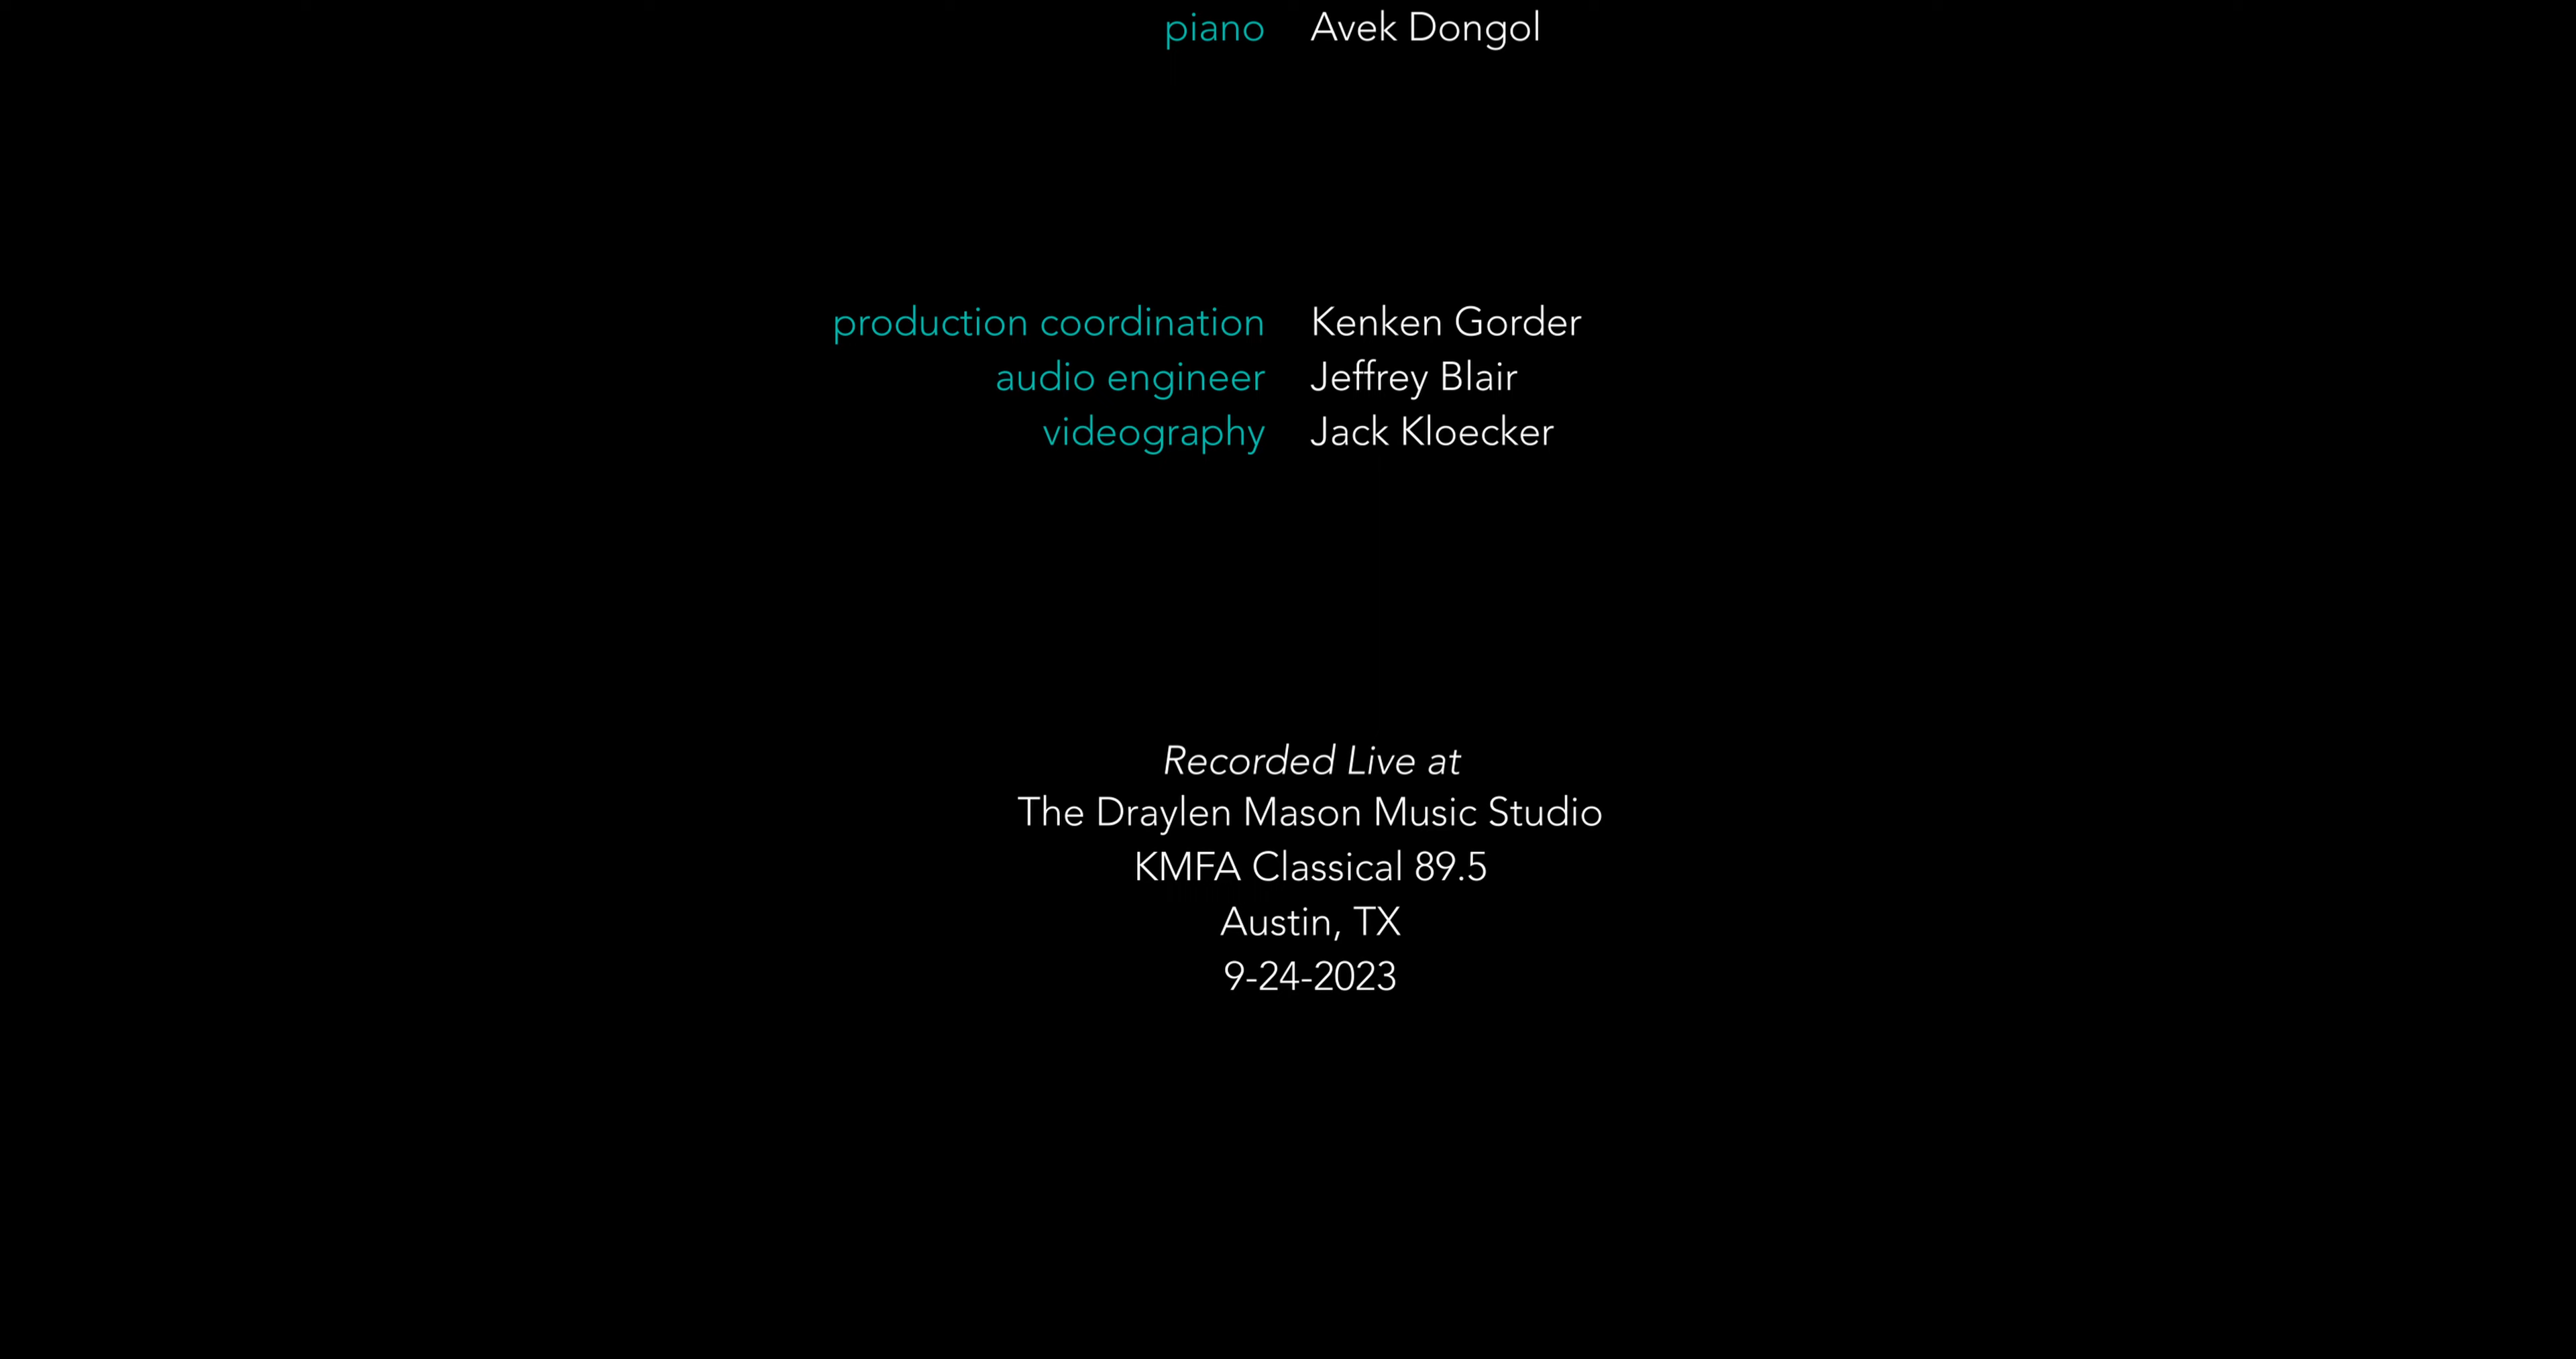 piano Avek Dongol
production coordination Kenken Gorder
audio engineer Jeffrey Blair
videography Jack Kloecker
Recorded Live at
The Draylen Mason Music Studio
KMFA Classical 89.5
Austin, TX
9-24-2023